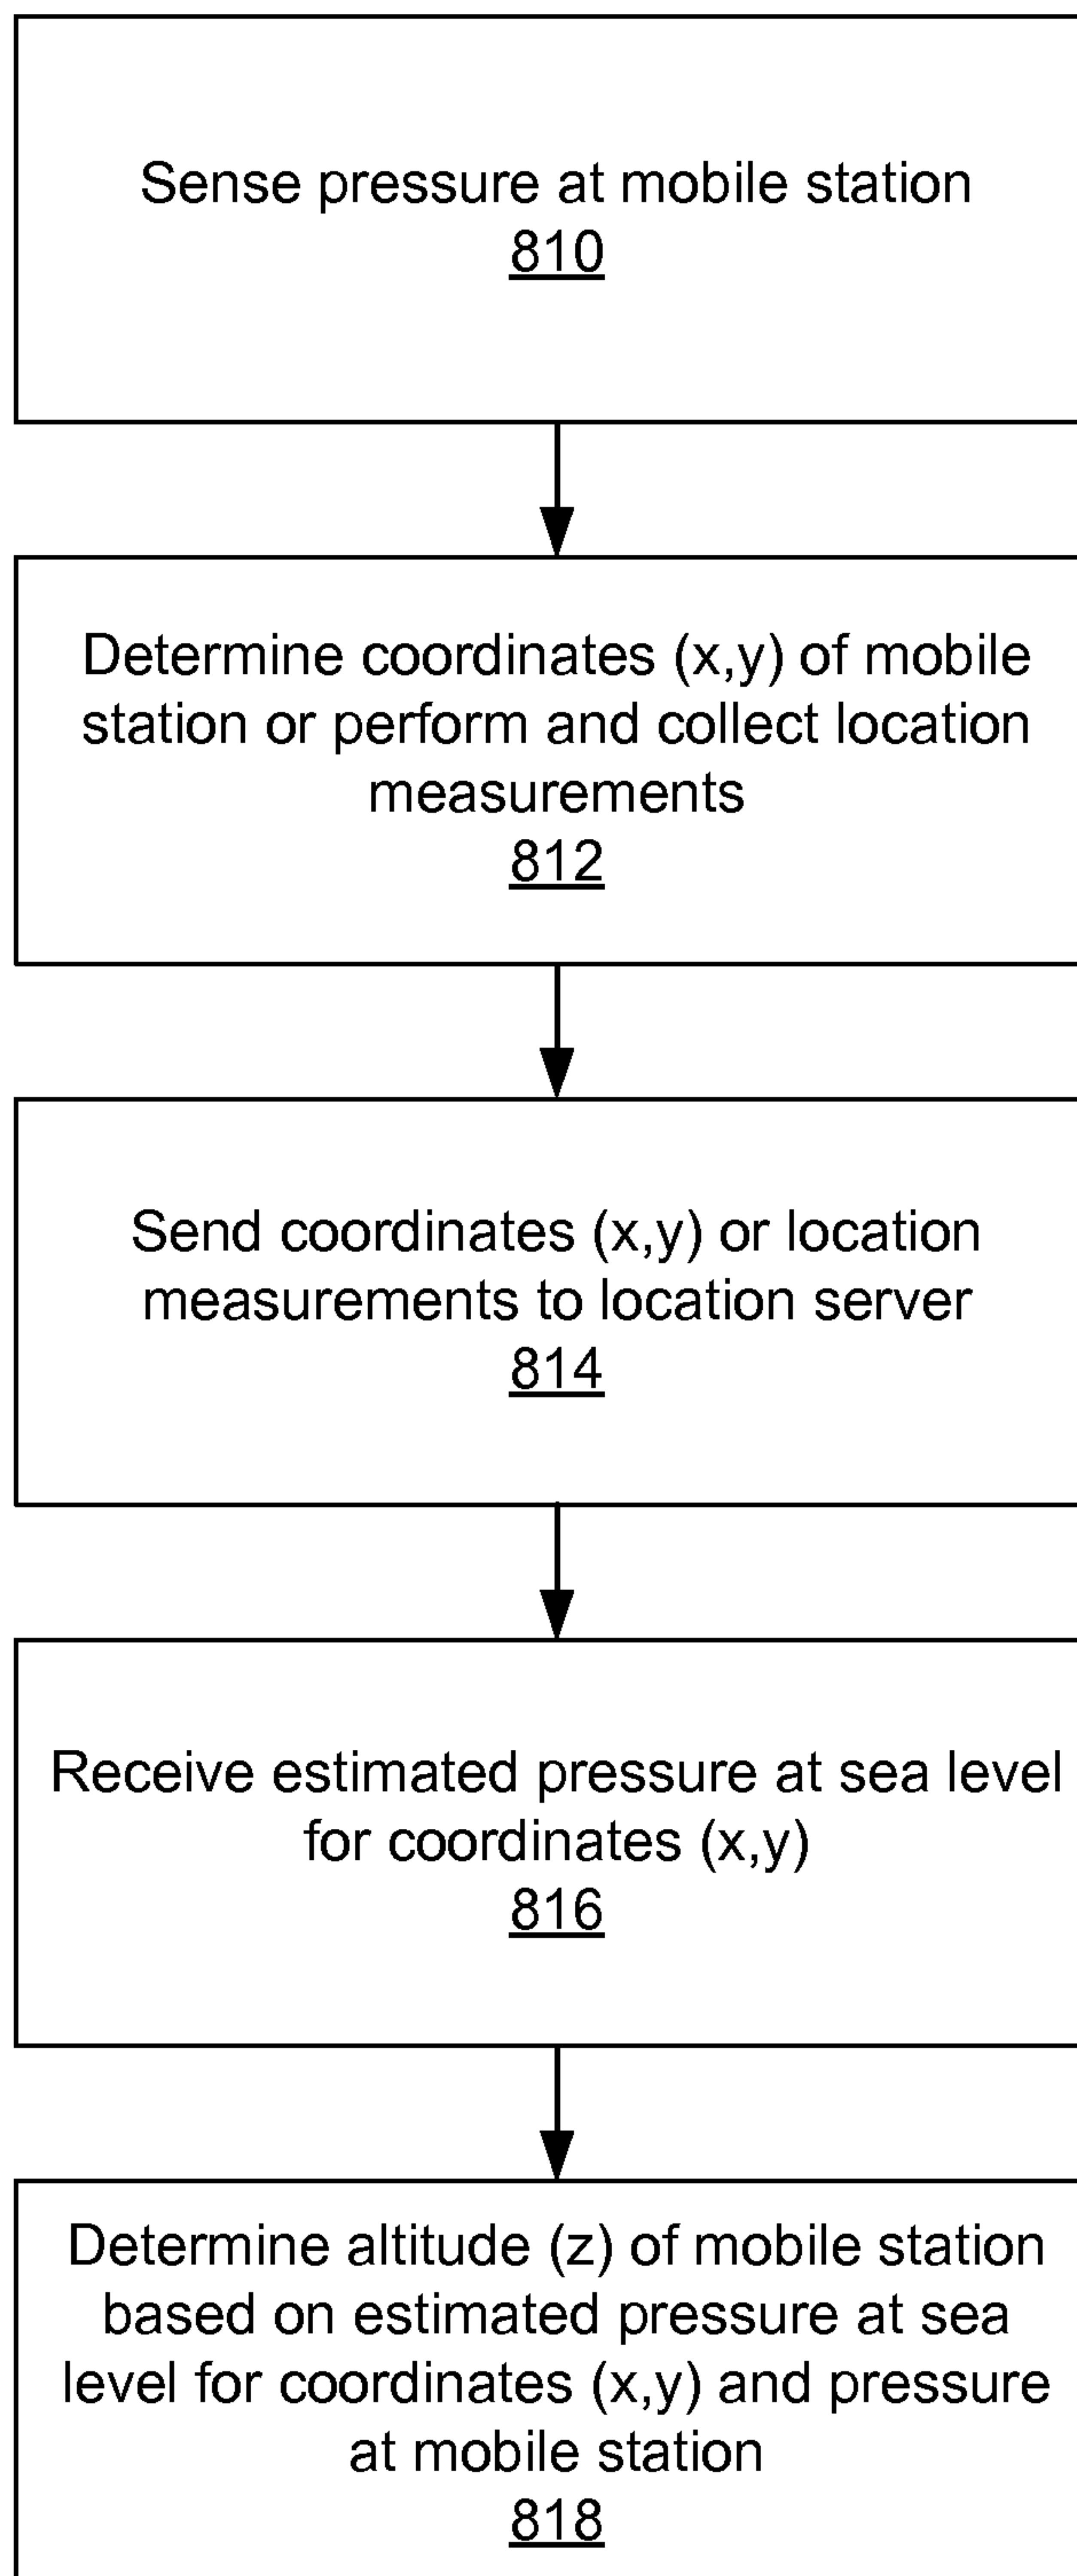 Sense pressure at mobile station
810
Determine coordinates (x,y) of mobile
station or perform and collect location
measurements
812
Send coordinates (x,y) or location
measurements to location server
814
Receive estimated pressure at sea level
for coordinates (x,y)
816
Determine altitude (z) of mobile station
based on estimated pressure at sea
level for coordinates (x,y) and pressure
at mobile station
818